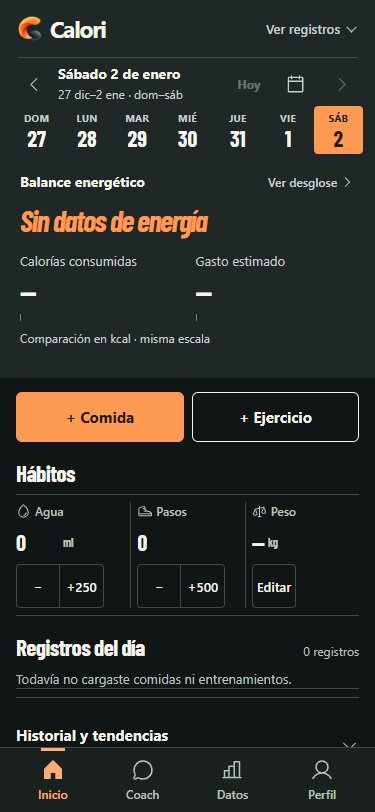 Calori
Ver registros
Sábado 2 de enero
27 dic–2 ene · dom–sáb
Hoy
DOM LUN MAR MIÉ JUE VIE SÁB
27 28 29 30 31 1 2
Balance energético
Ver desglose
Sin datos de energía
Calorías consumidas
Gasto estimado
—
—
Comparación en kcal · misma escala
+ Comida
+ Ejercicio
Hábitos
Agua
Pasos
Peso
0 ml
0
— kg
− +250
− +500
Editar
Registros del día
0 registros
Todavía no cargaste comidas ni entrenamientos.
Historial y tendencias
Inicio
Coach
Datos
Perfil